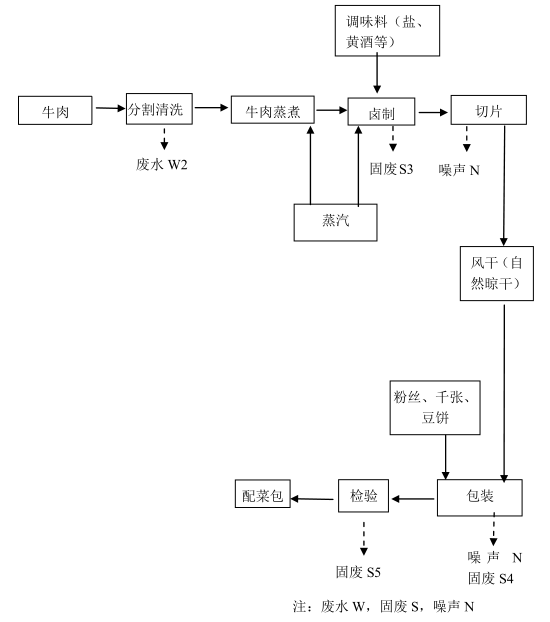 调味料（盐、
黄酒等）
牛肉
分割清洗
牛肉蒸煮
卤制
切片
废水 W2
固废 S3
噪声 N
蒸汽
风干（自
然晾干）
粉丝、千张、
豆饼
配菜包
检验
包装
噪 声 N
固废 S4
固废 S5
注：废水 W，固废 S，噪声 N